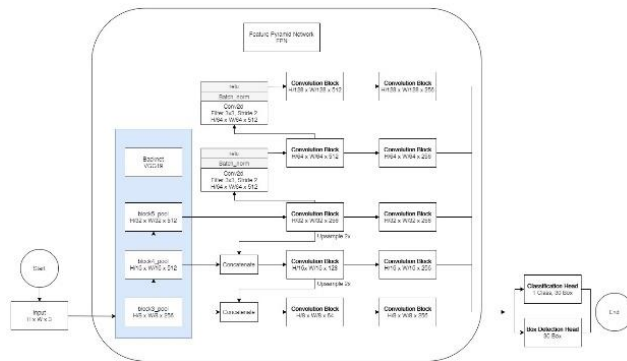 Feature Pyramid Network
FPN
relu
Batch_norm
Conv2d
Filter 3x3, Stride 2
H/64 x W/64 x 512
Convolution Block
H/128 x W/128 x 512
Convolution Block
H/128 x W/128 x 256
relu
Batch_norm
Conv2d
Filter 3x3, Stride 2
H/64 x W/64 x 512
Convolution Block
H/64 x W/64 x 512
Convolution Block
H/64 x W/64 x 256
Backnet
block5_pool
H/32 x W/32 x 512
Convolution Block
H/32 x W/32 x 256
Convolution Block
H/32 x W/32 x 256
Upsample 2x
Start
block4_pool
H/16 x W/16 x 512
Concatenate
Convolution Block
H/16 x W/16 x 128
Convolution Block
H/16 x W/16 x 256
Upsample 2x
Input
H x W x 3
block3_pool
H/8 x W/8 x 256
Concatenate
Convolution Block
H/8 x W/8 x 64
Convolution Block
H/8 x W/8 x 256
Classification Head
1 Class, 30 Box
Box Detection Head
30 Box
End